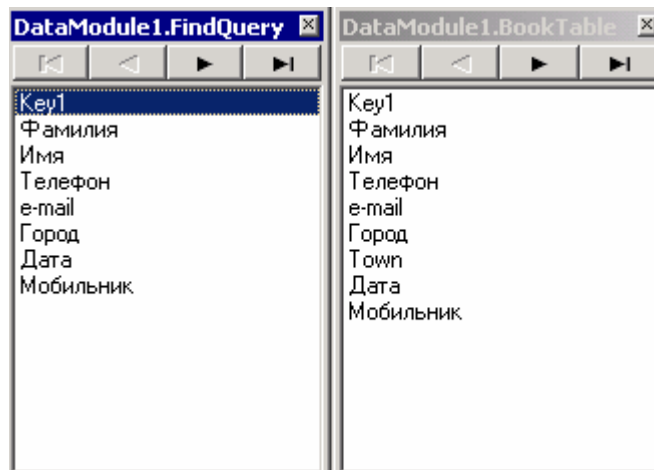 DataModule1.FindQuery
Key1
Фамилия
Имя
Телефон
e-mail
Город
Дата
Мобильник
DataModule1.BookTable
Key1
Фамилия
Имя
Телефон
e-mail
Город
Town
Дата
Мобильник